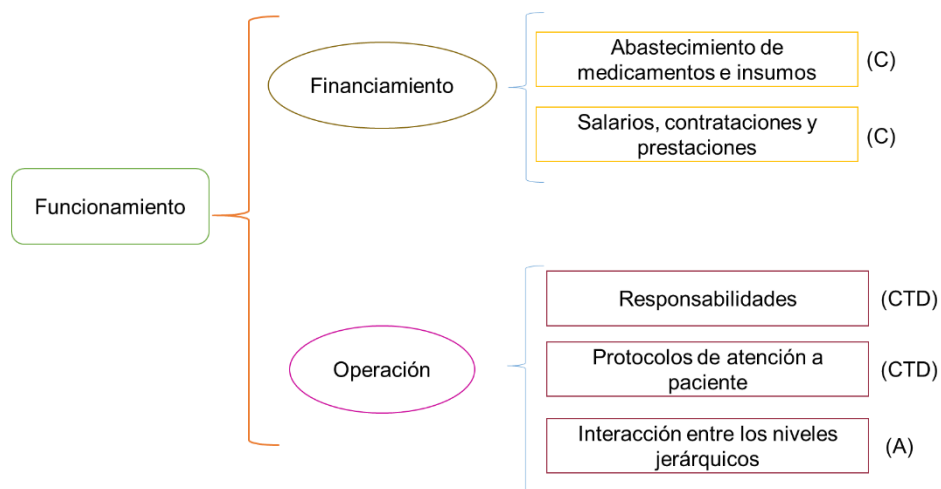 Funcionamiento
Financiamiento
Abastecimiento de
medicamentos e insumos
(C)
Salarios, contrataciones y
prestaciones
(C)
Operación
Responsabilidades
(CTD)
Protocolos de atención a
paciente
(CTD)
Interacción entre los niveles
jerárquicos
(A)